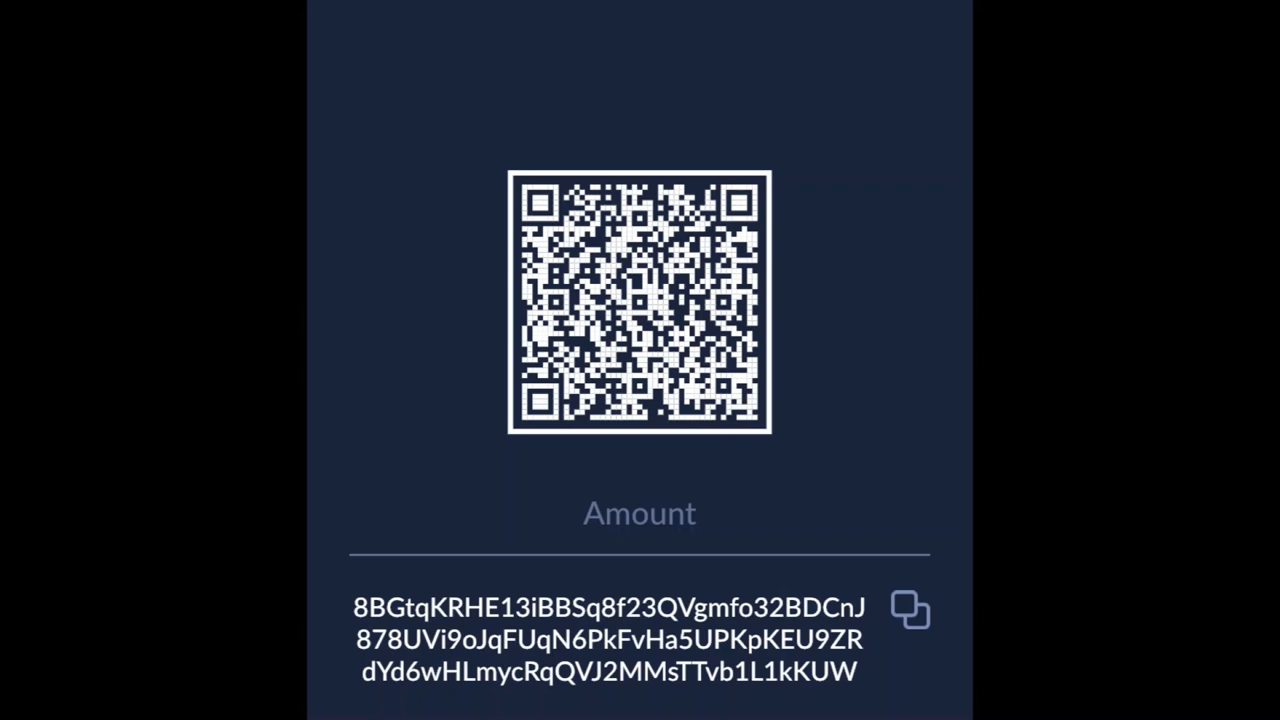 Amount
8BGtqKRHE13iBBSq8f23QVgmfo32BDCnJ
878UVi9oJqFUqN6PkFvHa5UPKpKEU9ZR
dYd6wHLmycRqQVJ2MMsTTvb1L1kKUW